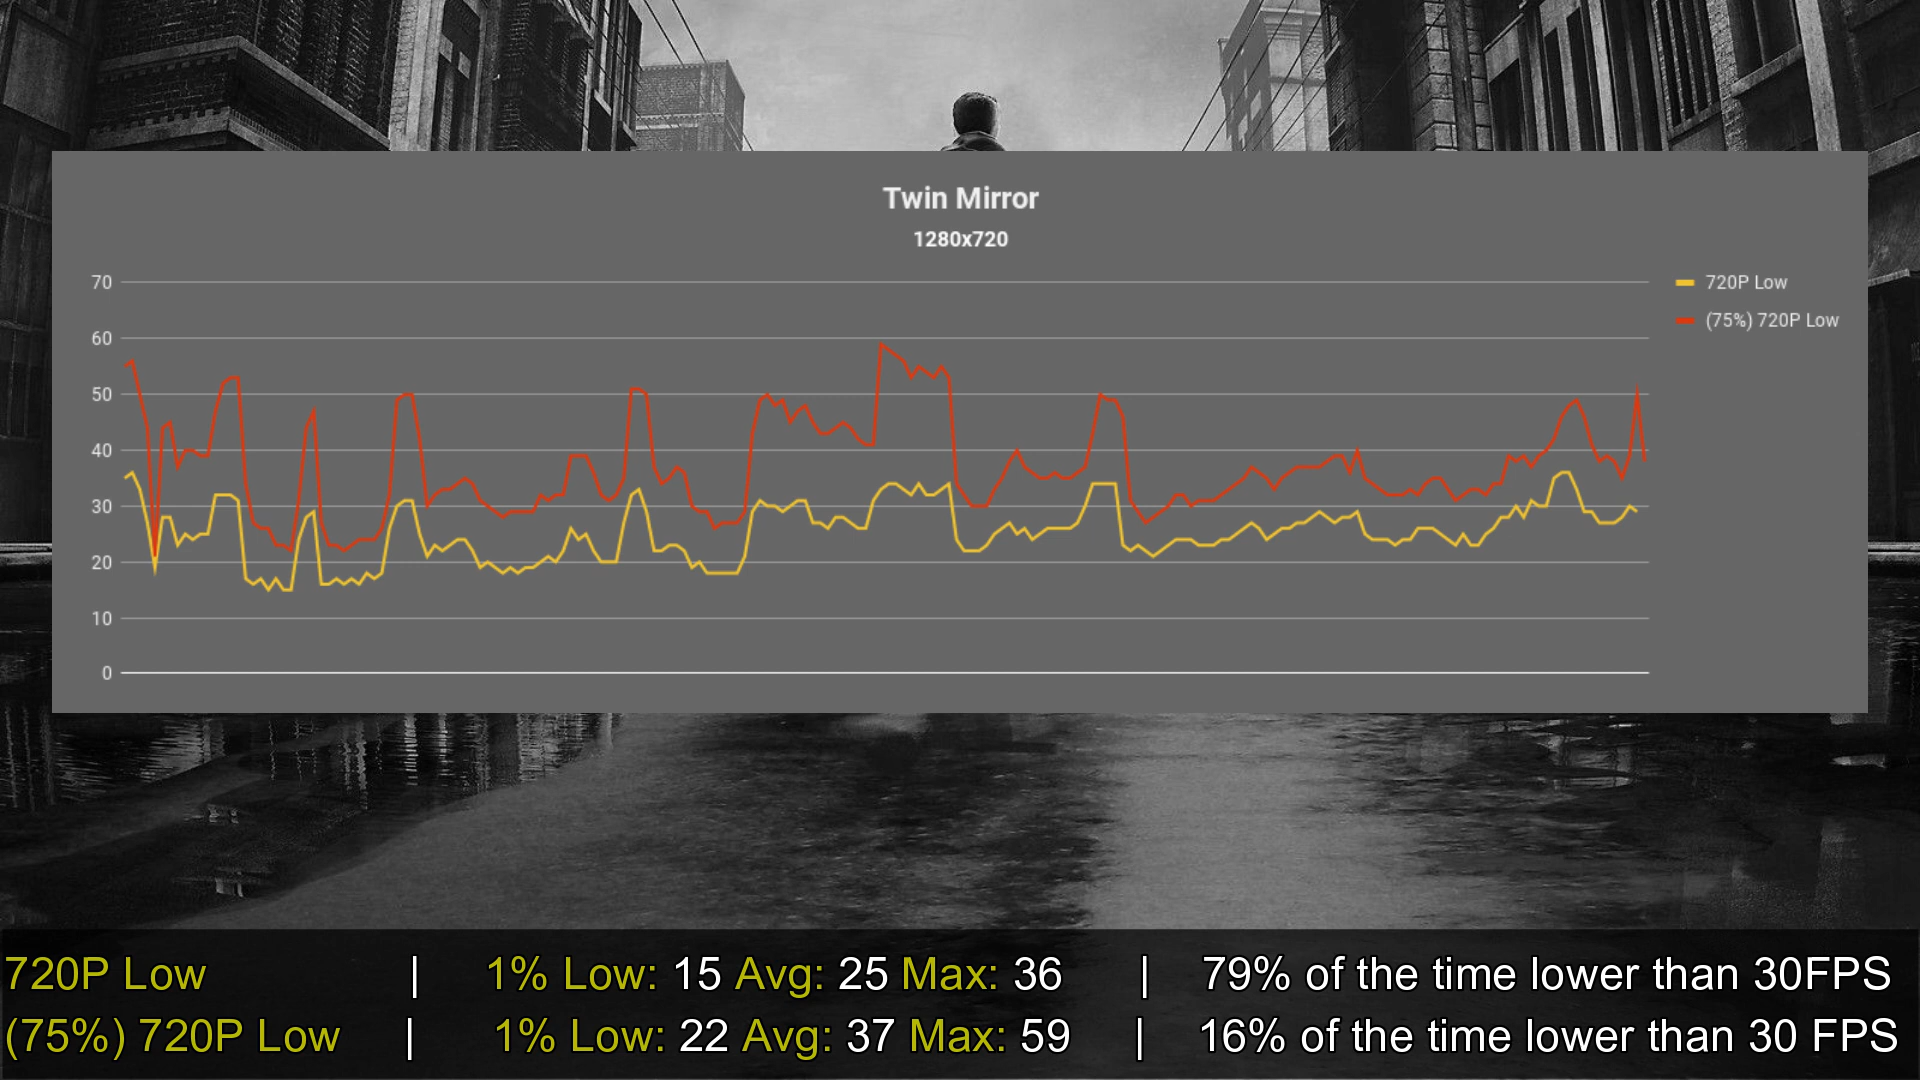 Twin Mirror
1280x720
70
60
50
40
30
20
10
0
720P Low
(75%) 720P Low
720P Low | 1% Low: 15 Avg: 25 Max: 36 | 79% of the time lower than 30FPS
(75%) 720P Low | 1% Low: 22 Avg: 37 Max: 59 | 16% of the time lower than 30 FPS